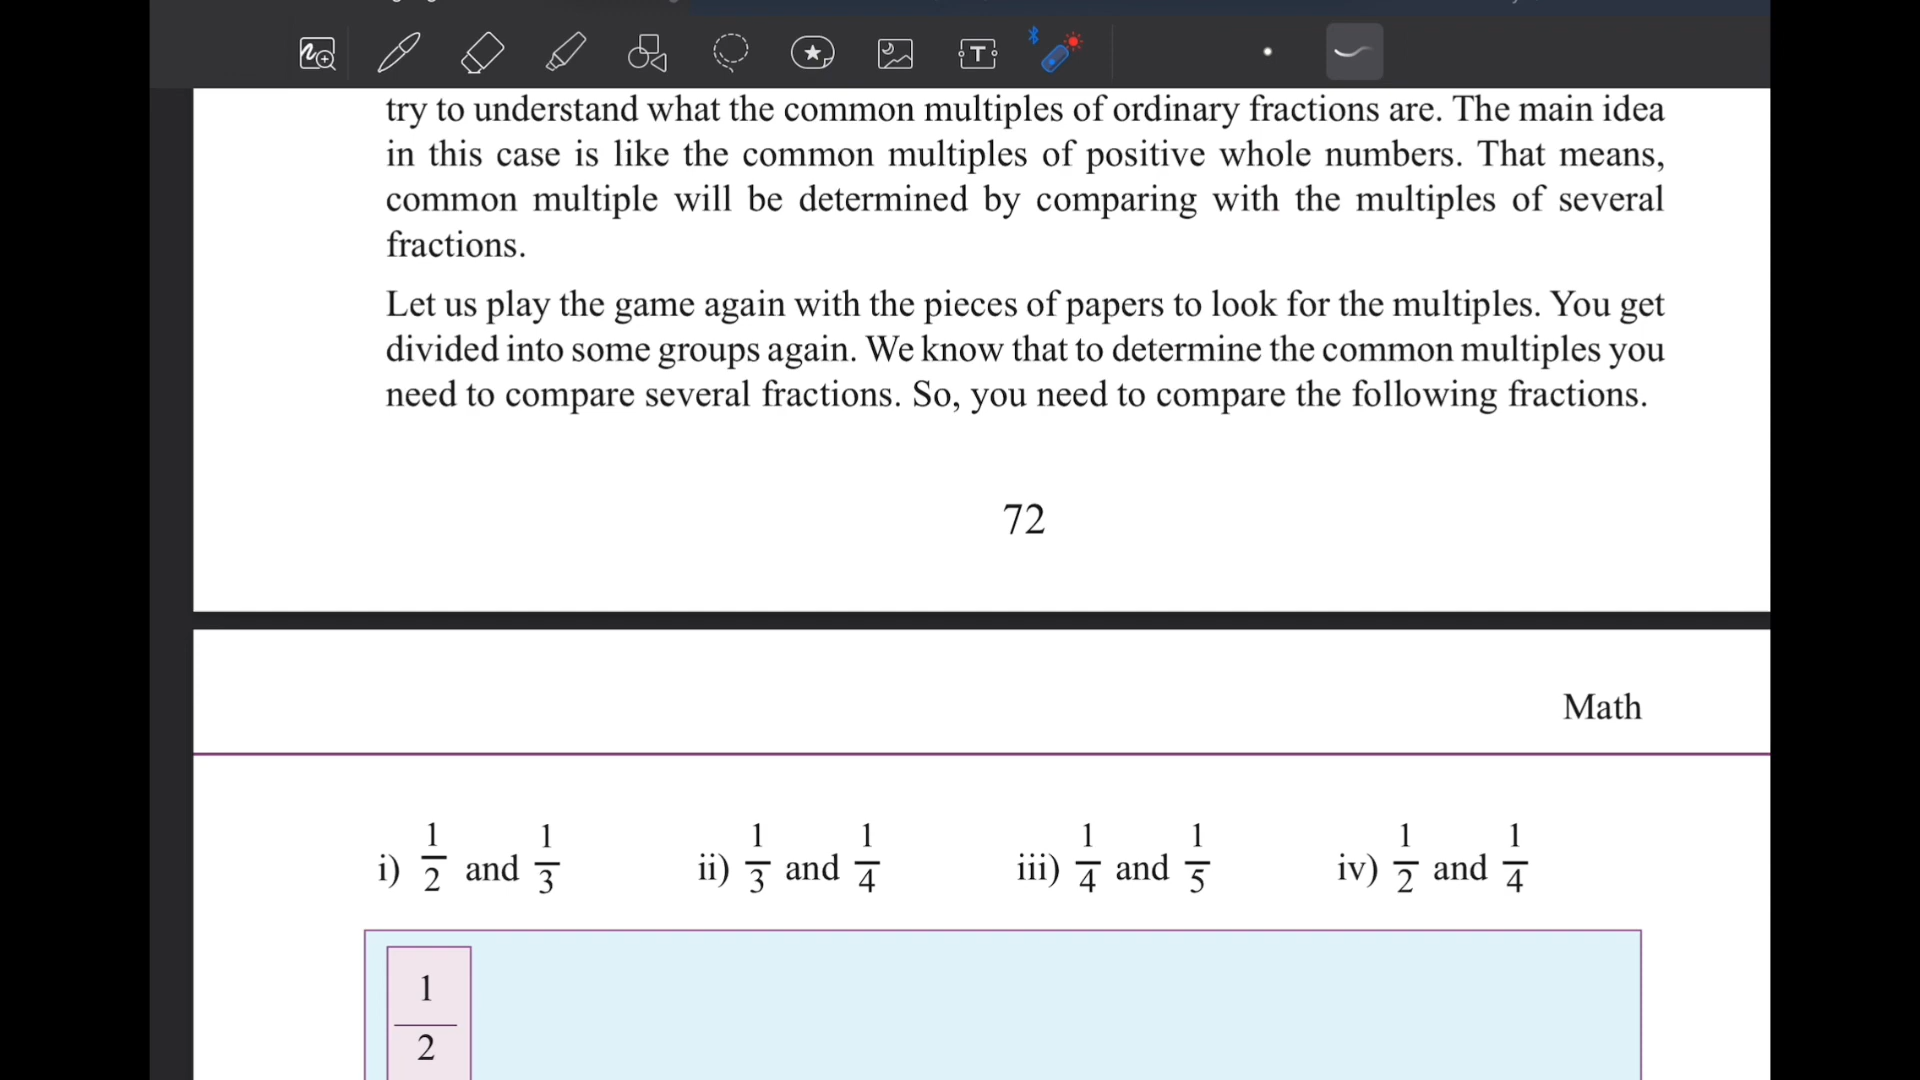 try to understand what the common multiples of ordinary fractions are. The main idea
in this case is like the common multiples of positive whole numbers. That means,
common multiple will be determined by comparing with the multiples of several
fractions.
Let us play the game again with the pieces of papers to look for the multiples. You get
divided into some groups again. We know that to determine the common multiples you
need to compare several fractions. So, you need to compare the following fractions.
72
Math
i) 1/2 and 1/3 ii) 1/3 and 1/4 iii) 1/4 and 1/5 iv) 1/2 and 1/4
1
2